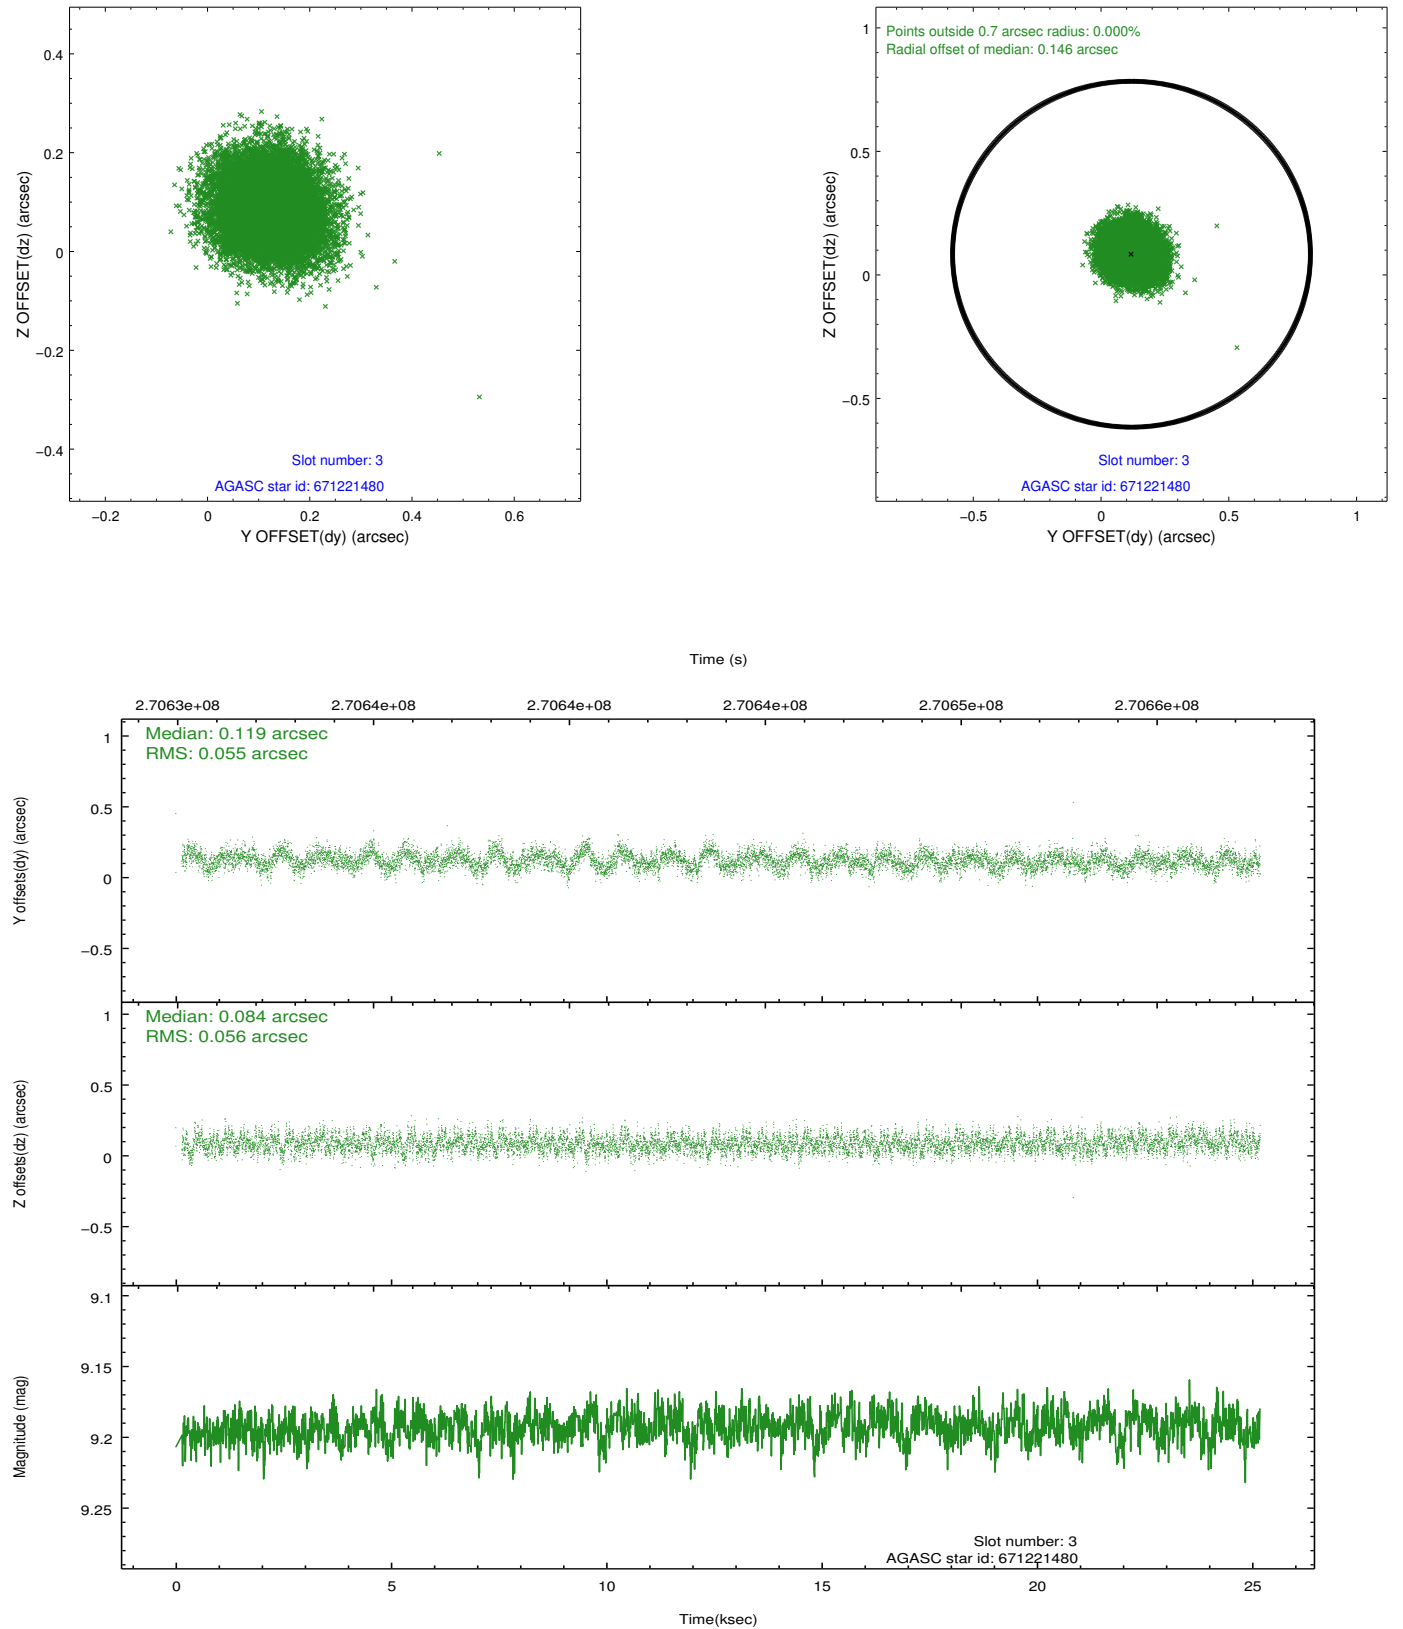 0.4
0.2
0
−0.2
−0.4
Z OFFSET(dz) (arcsec)
Slot number: 3
AGASC star id: 671221480
−0.2 0 0.2 0.4 0.6
Y OFFSET(dy) (arcsec)
Points outside 0.7 arcsec radius: 0.000%
Radial offset of median: 0.146 arcsec
1
0.5
0
−0.5
Z OFFSET(dz) (arcsec)
Slot number: 3
AGASC star id: 671221480
−0.5 0 0.5 1
Y OFFSET(dy) (arcsec)
Time (s)
2.7063e+08 2.7064e+08 2.7064e+08 2.7064e+08 2.7065e+08 2.7066e+08
Median: 0.119 arcsec
RMS: 0.055 arcsec
1
0.5
0
−0.5
Y offsets(dy) (arcsec)
Median: 0.084 arcsec
RMS: 0.056 arcsec
1
0.5
0
−0.5
Z offsets(dz) (arcsec)
9.1
9.15
9.2
9.25
Magnitude (mag)
Slot number: 3
AGASC star id: 671221480
0 5 10 15 20 25
Time(ksec)